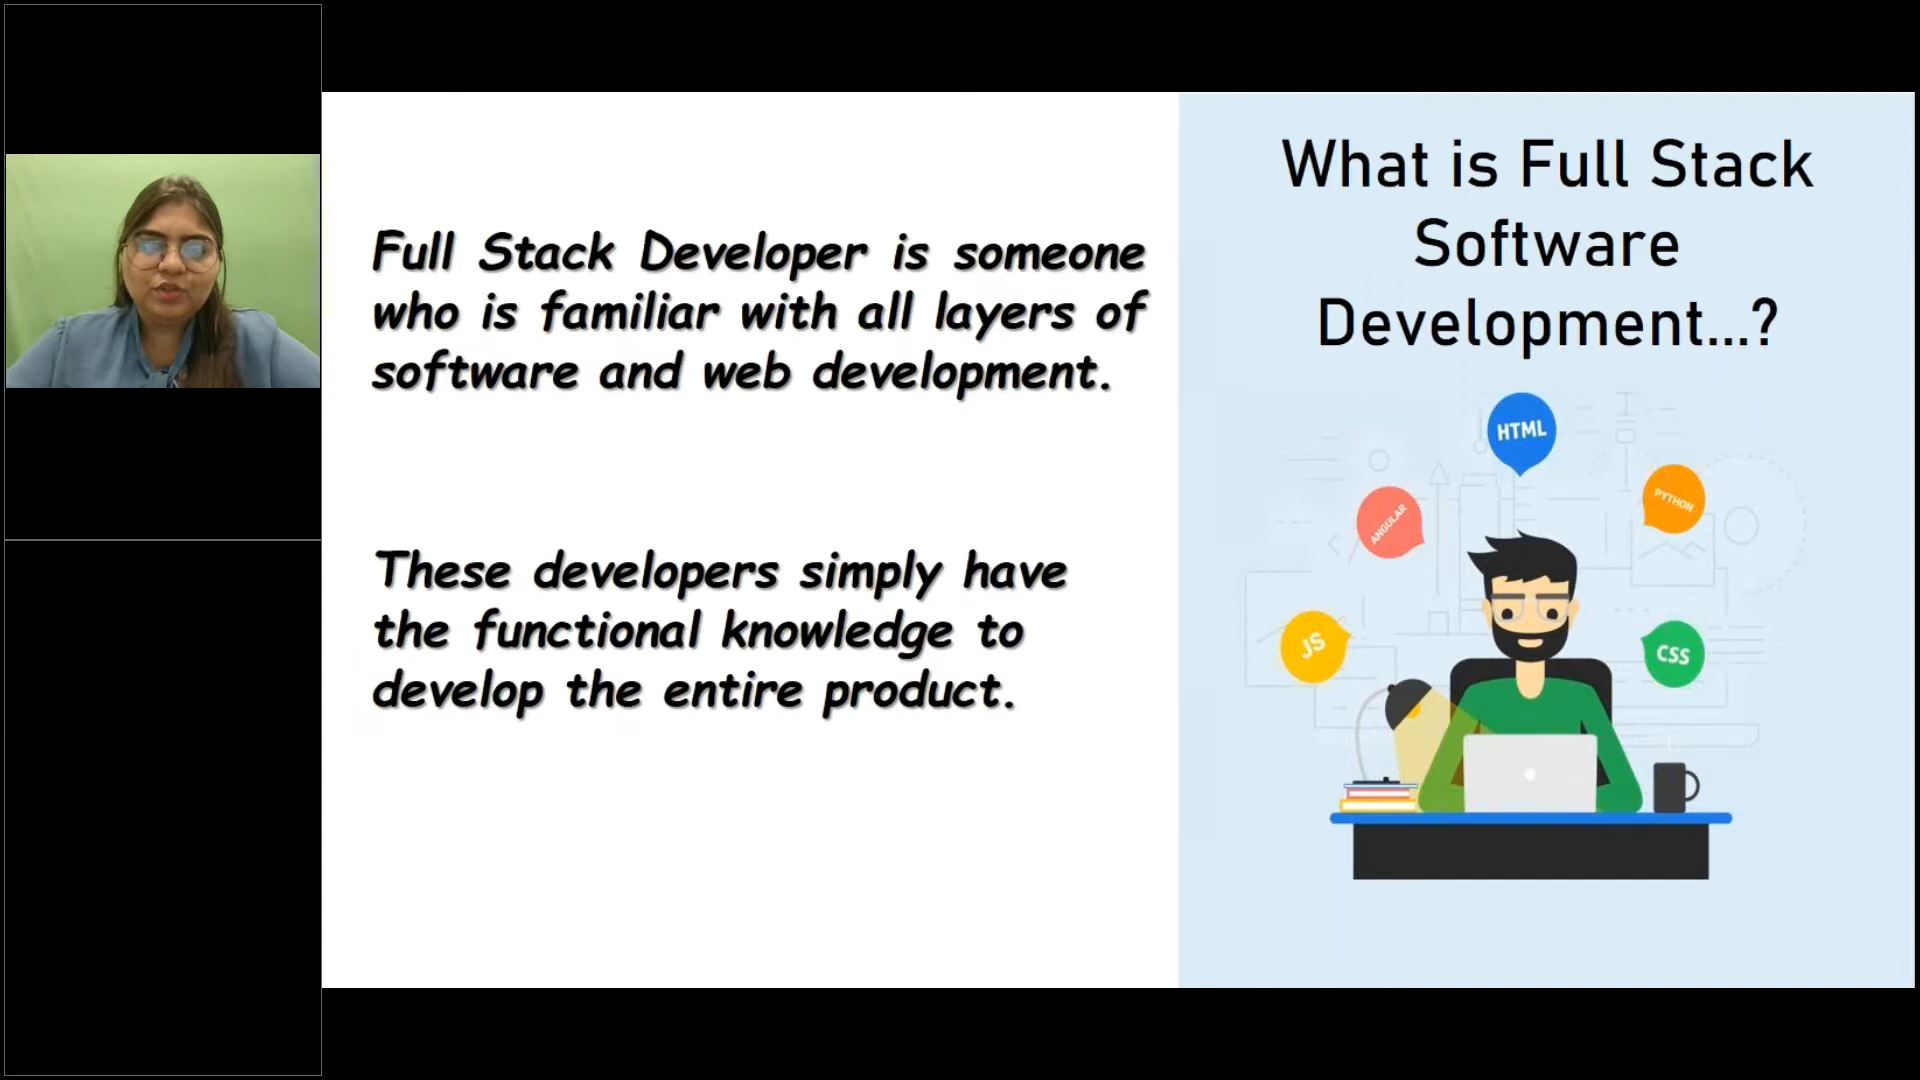 Full Stack Developer is someone
who is familiar with all layers of
software and web development.
These developers simply have
the functional knowledge to
develop the entire product.
What is Full Stack
Software
Development...?
HTML
PYTHON
ANGULAR
JS
CSS